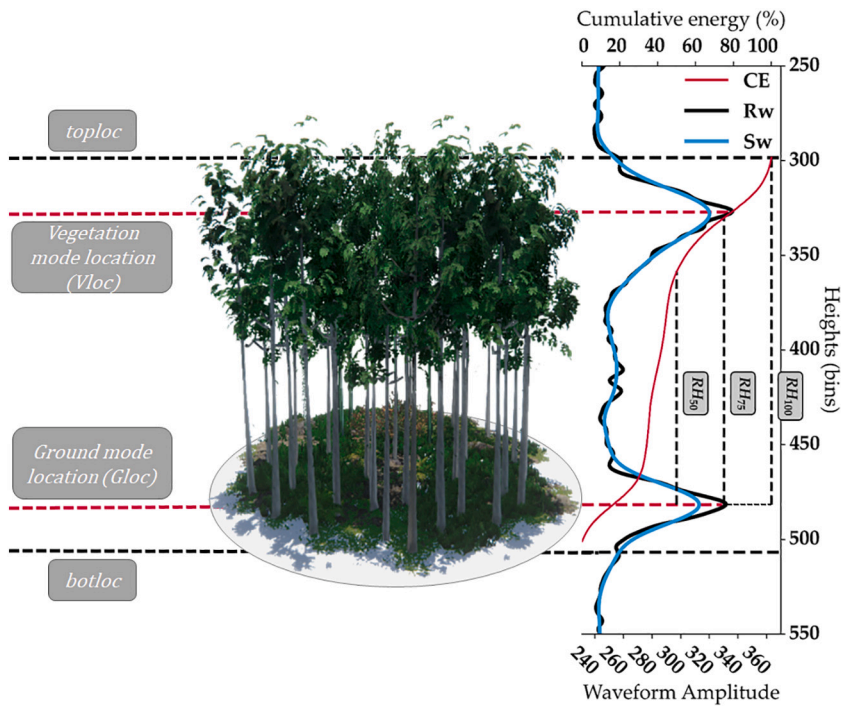 Cumulative energy (%)
0 20 40 60 80 100
250
CE
Rw
Sw
toploc
300
Vegetation
mode location
(Vloc)
350
Heights (bins)
400
RH50
RH75
RH100
Ground mode
location (Gloc)
450
500
botloc
550
240 260 280 300 320 340 360
Waveform Amplitude